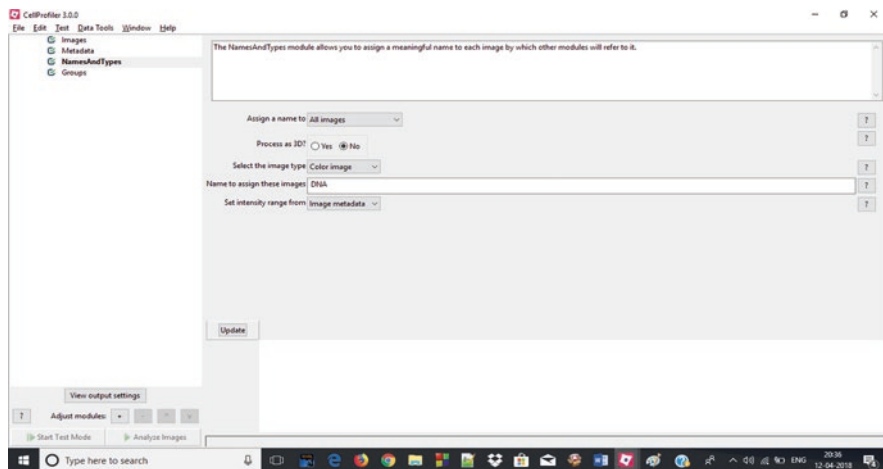 CellProfiler 3.0.0
File Edit Test Data Tools Window Help
Images
Metadata
NamesAndTypes
Groups
The NamesAndTypes module allows you to assign a meaningful name to each image by which other modules will refer to it.
Assign a name to All images ?
Process as 3D? Yes No ?
Select the image type Color image ?
Name to assign these images DNA ?
Set intensity range from Image metadata ?
Update
View output settings
? Adjust modules: + - ^ v
Start Test Mode Analyze Images
Type here to search
ENG
20:36
12-04-2018